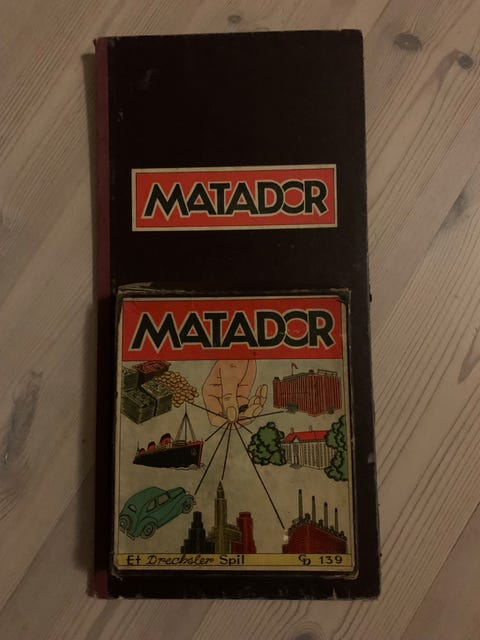 MATADOR
MATADOR
Et Drechsler Spil CD 139